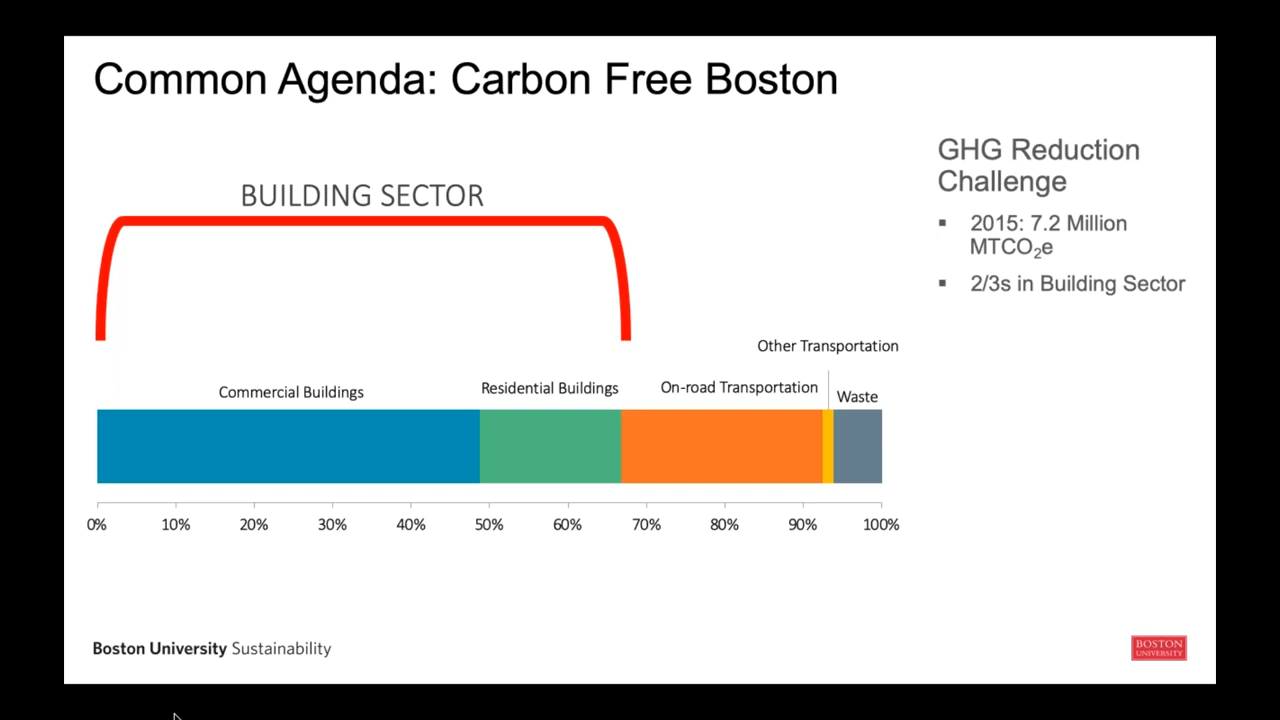 Common Agenda: Carbon Free Boston
GHG Reduction
Challenge
▪ 2015: 7.2 Million
MTCO₂e
▪ 2/3s in Building Sector
BUILDING SECTOR
Other Transportation
Commercial Buildings
Residential Buildings
On-road Transportation
Waste
0% 10% 20% 30% 40% 50% 60% 70% 80% 90% 100%
Boston University Sustainability
BOSTON
UNIVERSITY